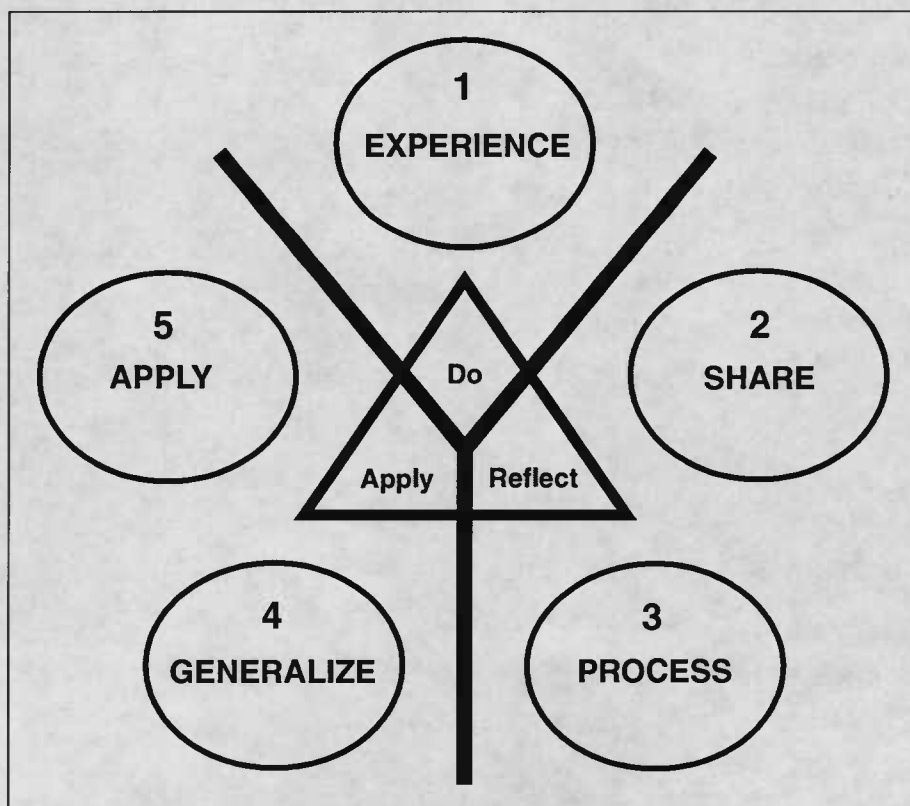 1
EXPERIENCE
2
SHARE
3
PROCESS
4
GENERALIZE
5
APPLY
Do
Reflect
Apply